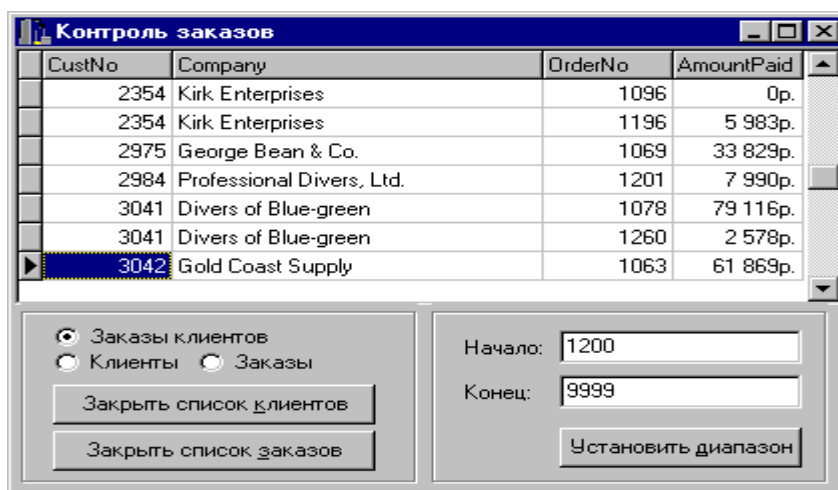 Контроль заказов
CustNo Company OrderNo AmountPaid
2354 Kirk Enterprises 1096 0р.
2354 Kirk Enterprises 1196 5 983р.
2975 George Bean & Co. 1069 33 829р.
2984 Professional Divers, Ltd. 1201 7 990р.
3041 Divers of Blue-green 1078 79 116р.
3041 Divers of Blue-green 1260 2 578р.
3042 Gold Coast Supply 1063 61 869р.
Заказы клиентов
Клиенты Заказы
Закрыть список клиентов
Закрыть список заказов
Начало: 1200
Конец: 9999
Установить диапазон